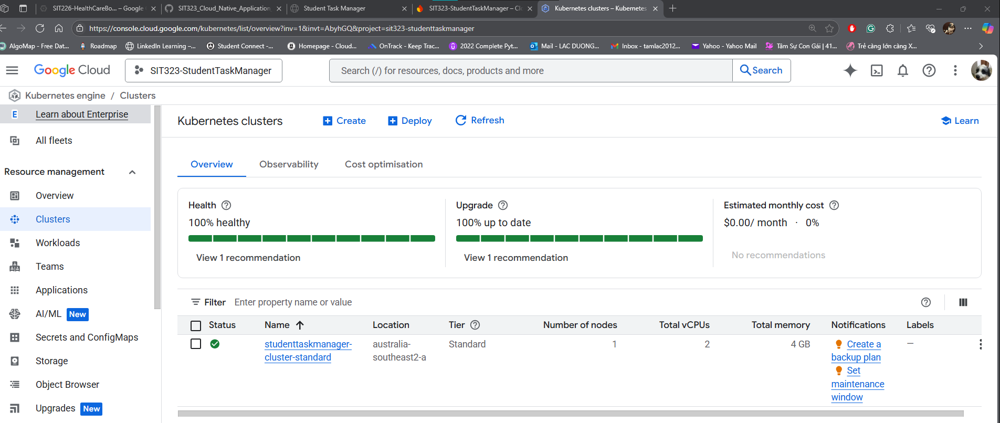 SIT226-HealthCareBo... – Google
SIT323_Cloud_Native_Application
Student Task Manager
SIT323-StudentTaskManager – Cl
Kubernetes clusters – Kubernetes
https://console.cloud.google.com/kubernetes/list/overview?inv=1&invt=AbyhGQ&project=sit323-studenttaskmanager
AlgoMap - Free Dat...
Roadmap
LinkedIn Learning –...
Student Connect -...
Homepage - Cloud...
OnTrack - Keep Trac...
2022 Complete Pyt...
Mail - LAC DUONG...
Inbox - tamlac2012...
Yahoo - Yahoo Mail
Tâm Sự Con Gái | 41...
Trẻ càng lớn càng X...
Google Cloud
SIT323-StudentTaskManager
Search (/) for resources, docs, products and more
Search
Kubernetes engine / Clusters
E Learn about Enterprise
All fleets
Resource management
Overview
Clusters
Workloads
Teams
Applications
AI/ML New
Secrets and ConfigMaps
Storage
Object Browser
Upgrades New
Kubernetes clusters
Create
Deploy
Refresh
Learn
Overview
Observability
Cost optimisation
Health
100% healthy
View 1 recommendation
Upgrade
100% up to date
View 1 recommendation
Estimated monthly cost
$0.00/ month · 0%
No recommendations
Filter Enter property name or value
Status Name Location Tier Number of nodes Total vCPUs Total memory Notifications Labels
studenttaskmanager-
cluster-standard
australia-
southeast2-a
Standard
1
2
4 GB
Create a
backup plan
Set
maintenance
window
—